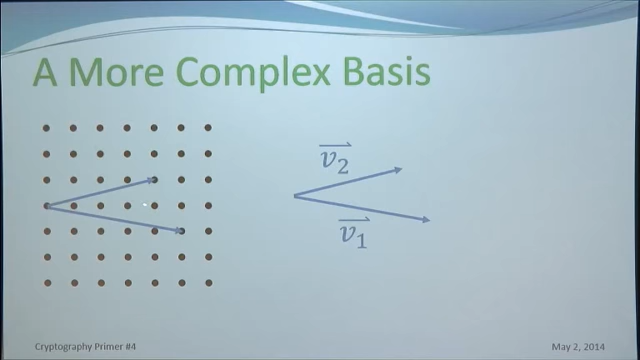 A More Complex Basis
v₂
v₁
Cryptography Primer #4
May 2, 2014